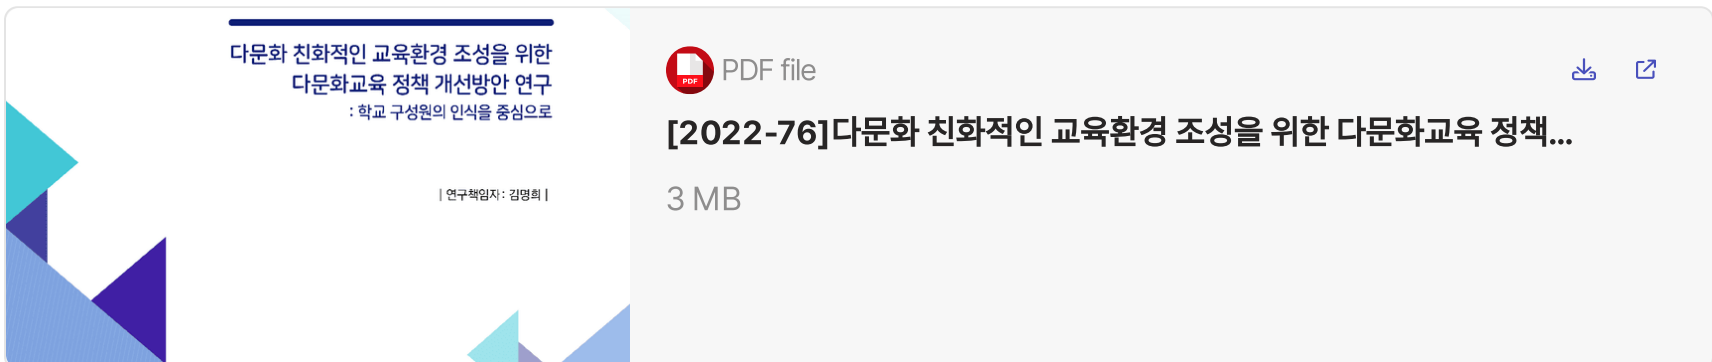 다문화 친화적인 교육환경 조성을 위한
다문화교육 정책 개선방안 연구
: 학교 구성원의 인식을 중심으로
| 연구책임자 : 김명희 |
PDF
PDF file
[2022-76]다문화 친화적인 교육환경 조성을 위한 다문화교육 정책...
3 MB